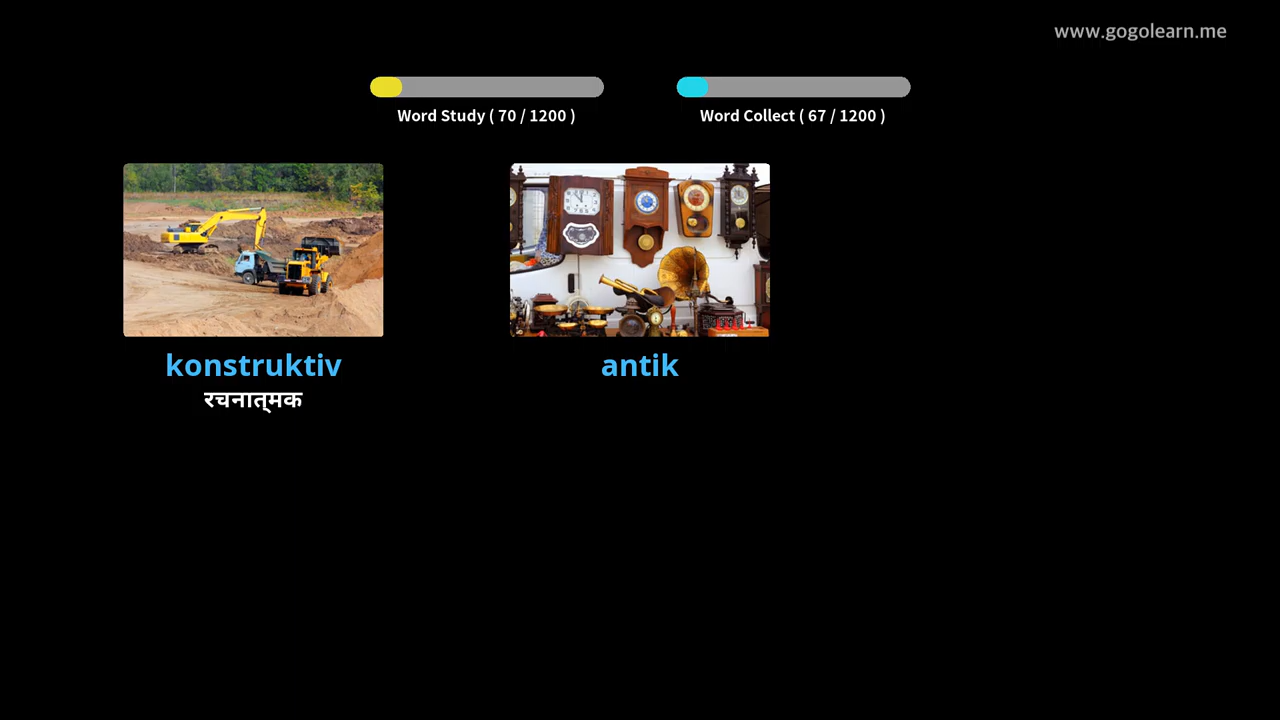 www.gogolearn.me
Word Study ( 70 / 1200 )
Word Collect ( 67 / 1200 )
konstruktiv
रचनात्मक
antik